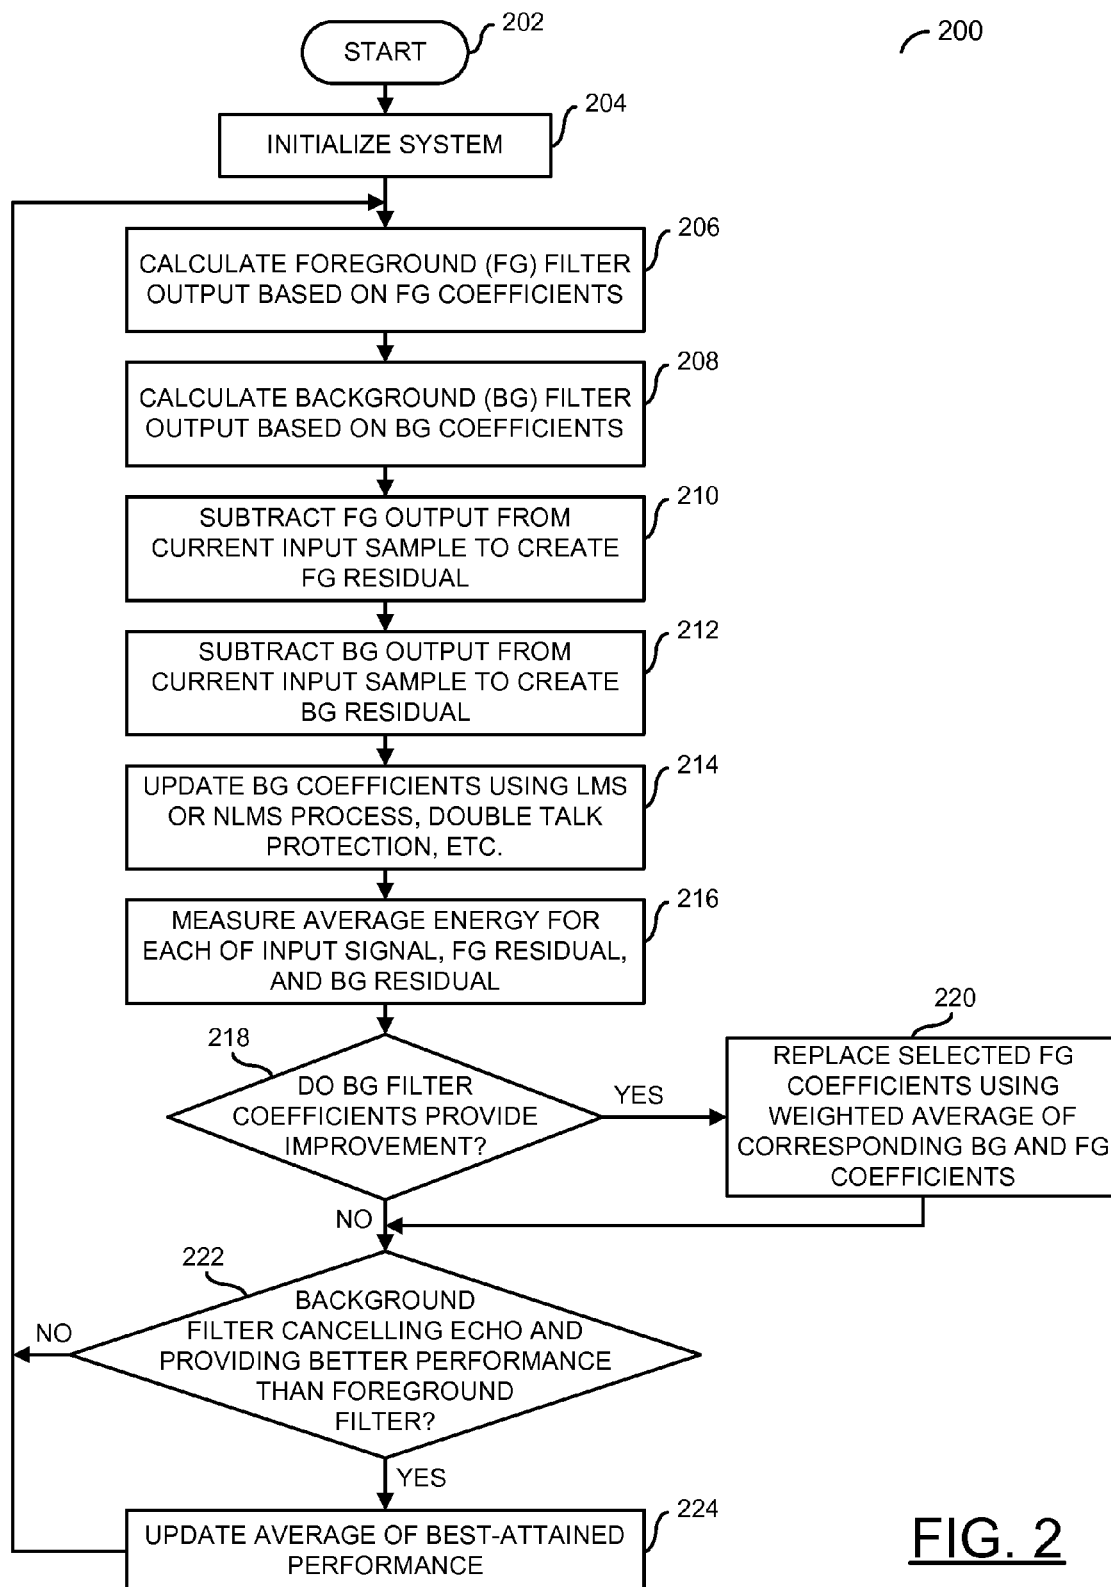 202
200
START
204
INITIALIZE SYSTEM
206
CALCULATE FOREGROUND (FG) FILTER
OUTPUT BASED ON FG COEFFICIENTS
208
CALCULATE BACKGROUND (BG) FILTER
OUTPUT BASED ON BG COEFFICIENTS
210
SUBTRACT FG OUTPUT FROM
CURRENT INPUT SAMPLE TO CREATE
FG RESIDUAL
212
SUBTRACT BG OUTPUT FROM
CURRENT INPUT SAMPLE TO CREATE
BG RESIDUAL
214
UPDATE BG COEFFICIENTS USING LMS
OR NLMS PROCESS, DOUBLE TALK
PROTECTION, ETC.
216
MEASURE AVERAGE ENERGY FOR
EACH OF INPUT SIGNAL, FG RESIDUAL,
AND BG RESIDUAL
218
DO BG FILTER
COEFFICIENTS PROVIDE
IMPROVEMENT?
YES
220
REPLACE SELECTED FG
COEFFICIENTS USING
WEIGHTED AVERAGE OF
CORRESPONDING BG AND FG
COEFFICIENTS
NO
222
BACKGROUND
FILTER CANCELLING ECHO AND
PROVIDING BETTER PERFORMANCE
THAN FOREGROUND
FILTER?
NO
YES
224
UPDATE AVERAGE OF BEST-ATTAINED
PERFORMANCE
FIG. 2